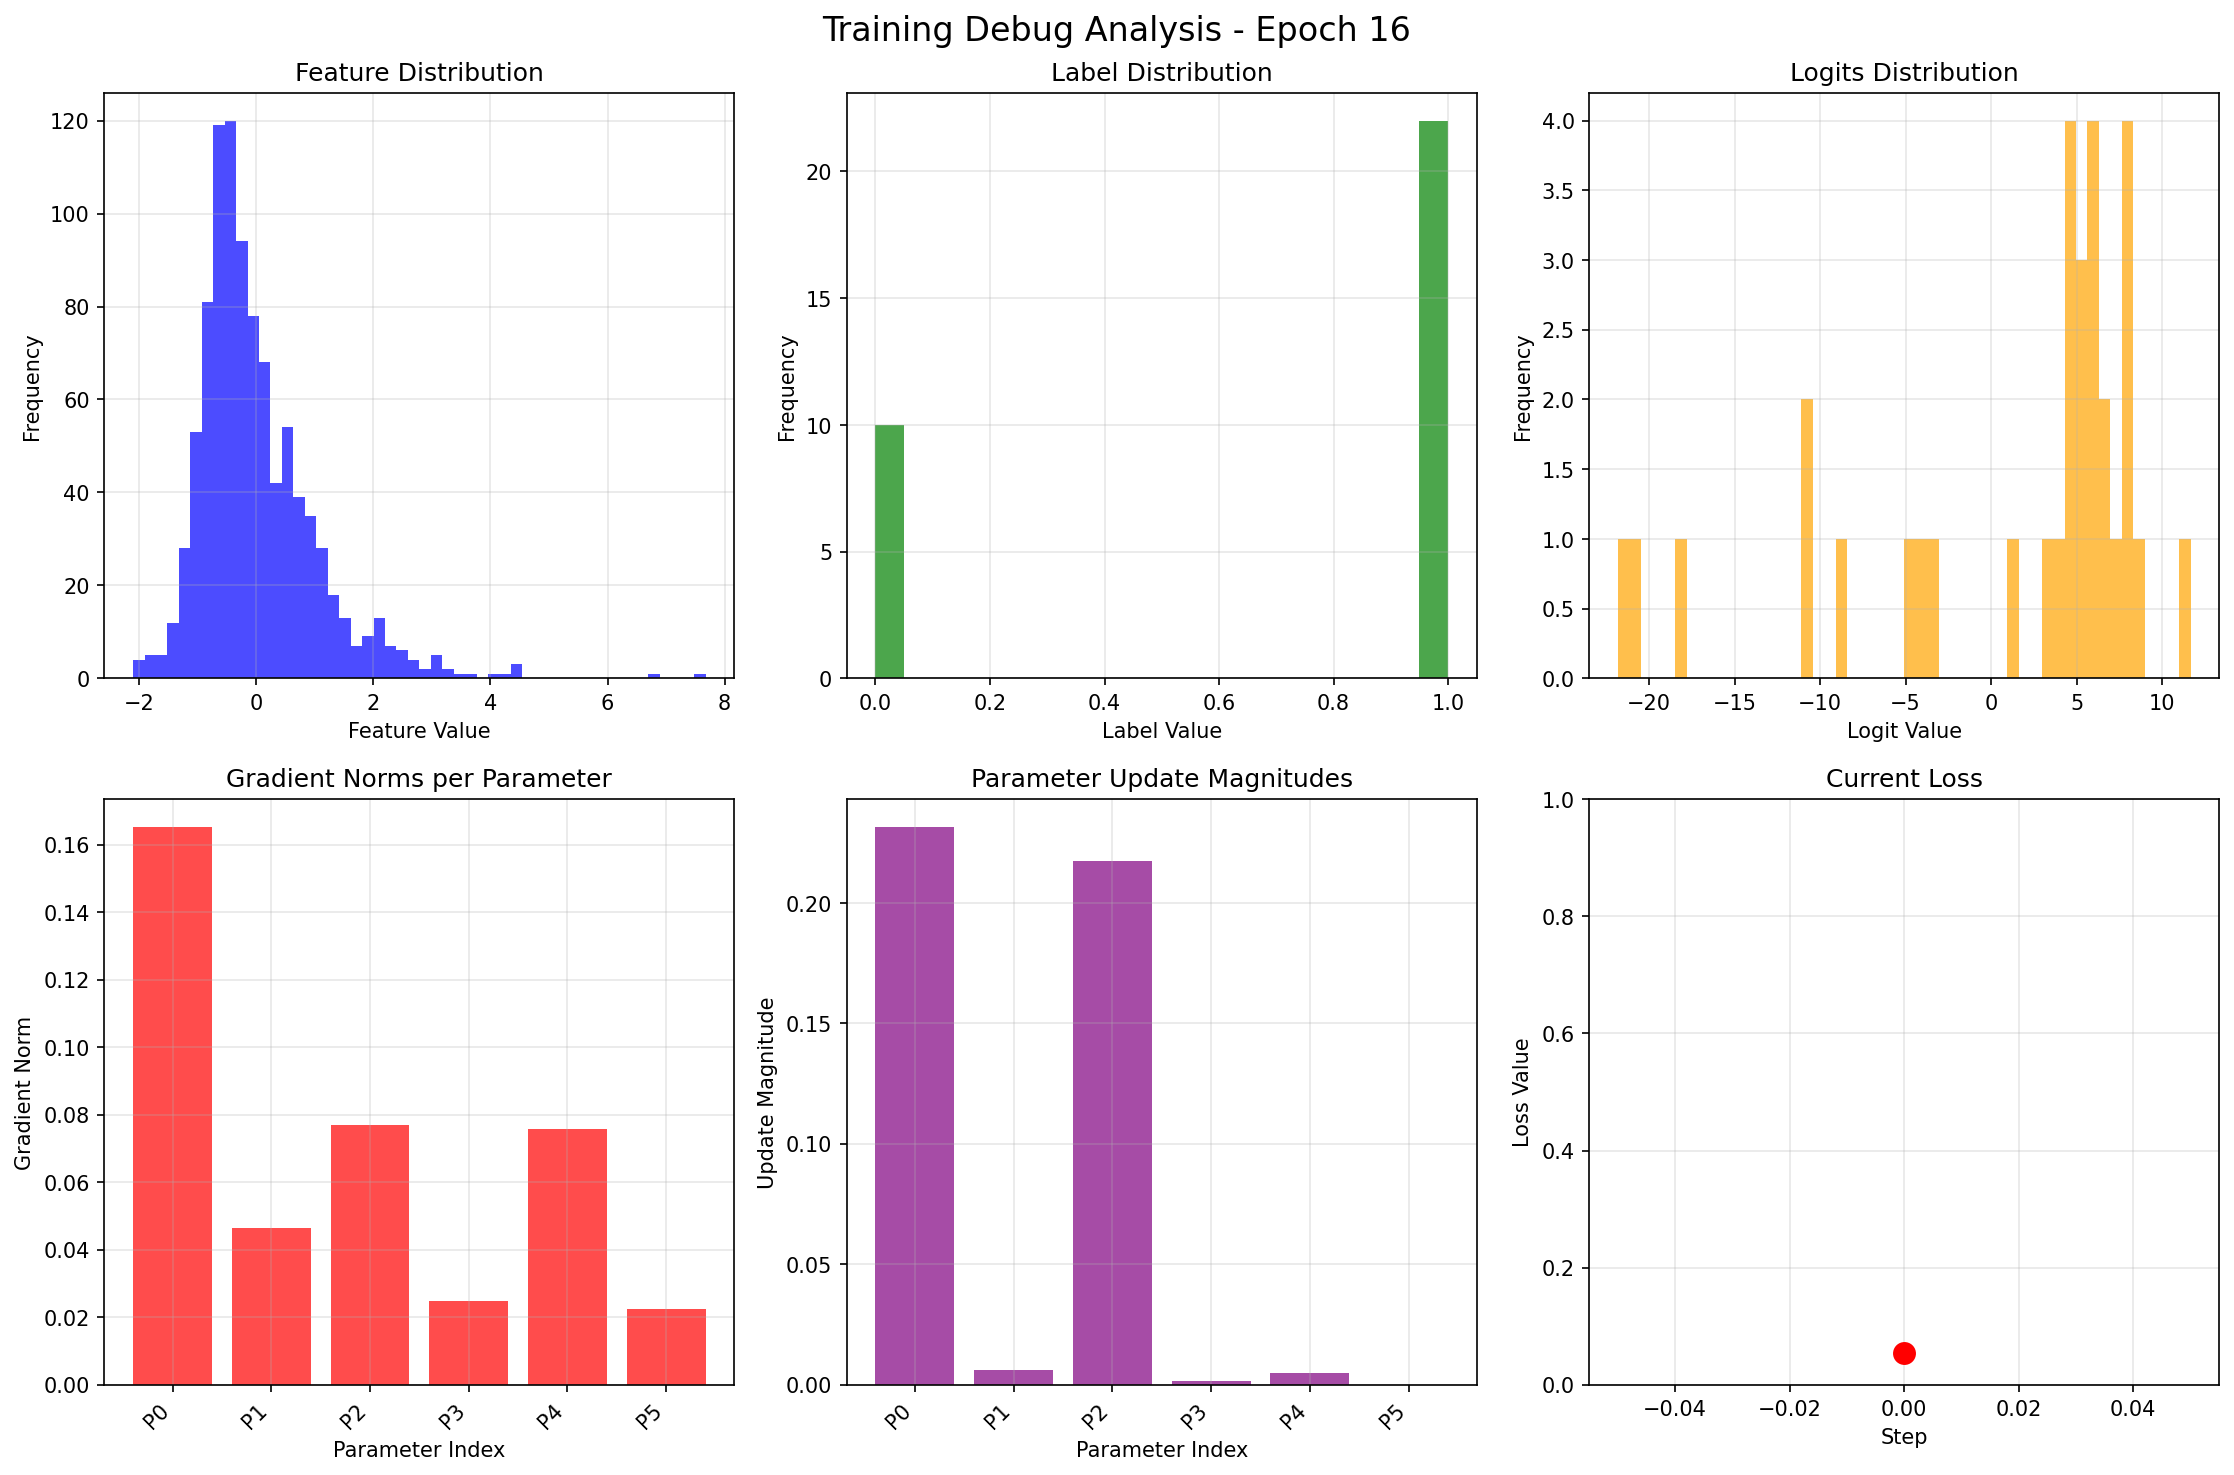 Training Debug Analysis - Epoch 16
Feature Distribution
Frequency
120
100
80
60
40
20
0
−2 0 2 4 6 8
Feature Value
Label Distribution
Frequency
20
15
10
5
0
0.0 0.2 0.4 0.6 0.8 1.0
Label Value
Logits Distribution
Frequency
4.0
3.5
3.0
2.5
2.0
1.5
1.0
0.5
0.0
−20 −15 −10 −5 0 5 10
Logit Value
Gradient Norms per Parameter
Gradient Norm
0.16
0.14
0.12
0.10
0.08
0.06
0.04
0.02
0.00
P0 P1 P2 P3 P4 P5
Parameter Index
Parameter Update Magnitudes
Update Magnitude
0.20
0.15
0.10
0.05
0.00
P0 P1 P2 P3 P4 P5
Parameter Index
Current Loss
Loss Value
1.0
0.8
0.6
0.4
0.2
0.0
−0.04 −0.02 0.00 0.02 0.04
Step